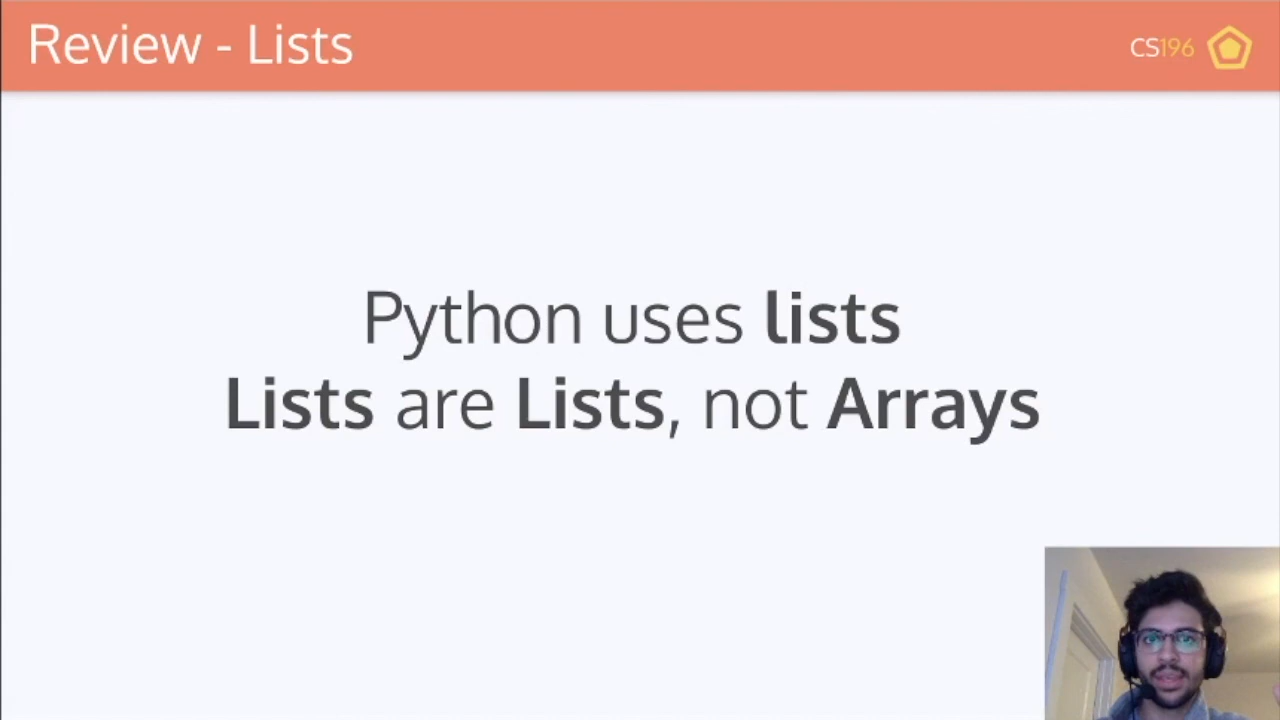 Review - Lists
CS196
Python uses lists
Lists are Lists, not Arrays